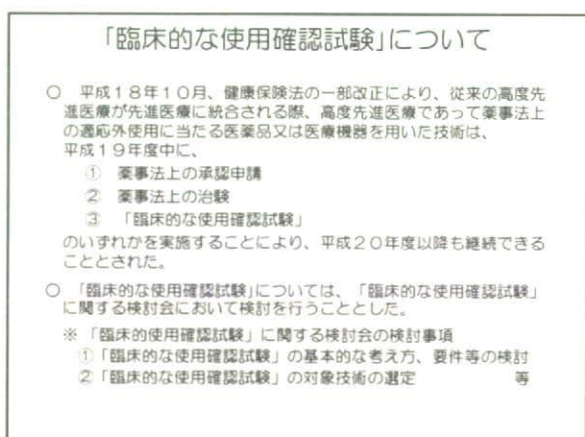 「臨床的な使用確認試験」について
○ 平成18年10月、健康保険法の一部改正により、従来の高度先
進医療が先進医療に統合される際、高度先進医療であって薬事法上
の適応外使用に当たる医薬品又は医療機器を用いた技術は、
平成19年度中に、
① 薬事法上の承認申請
② 薬事法上の治験
③ 「臨床的な使用確認試験」
のいずれかを実施することにより、平成20年度以降も継続できる
こととされた。
○ 「臨床的な使用確認試験」については、「臨床的な使用確認試験」
に関する検討会において検討を行うこととした。
※ 「臨床的使用確認試験」に関する検討会の検討事項
①「臨床的な使用確認試験」の基本的な考え方、要件等の検討
②「臨床的な使用確認試験」の対象技術の選定 等